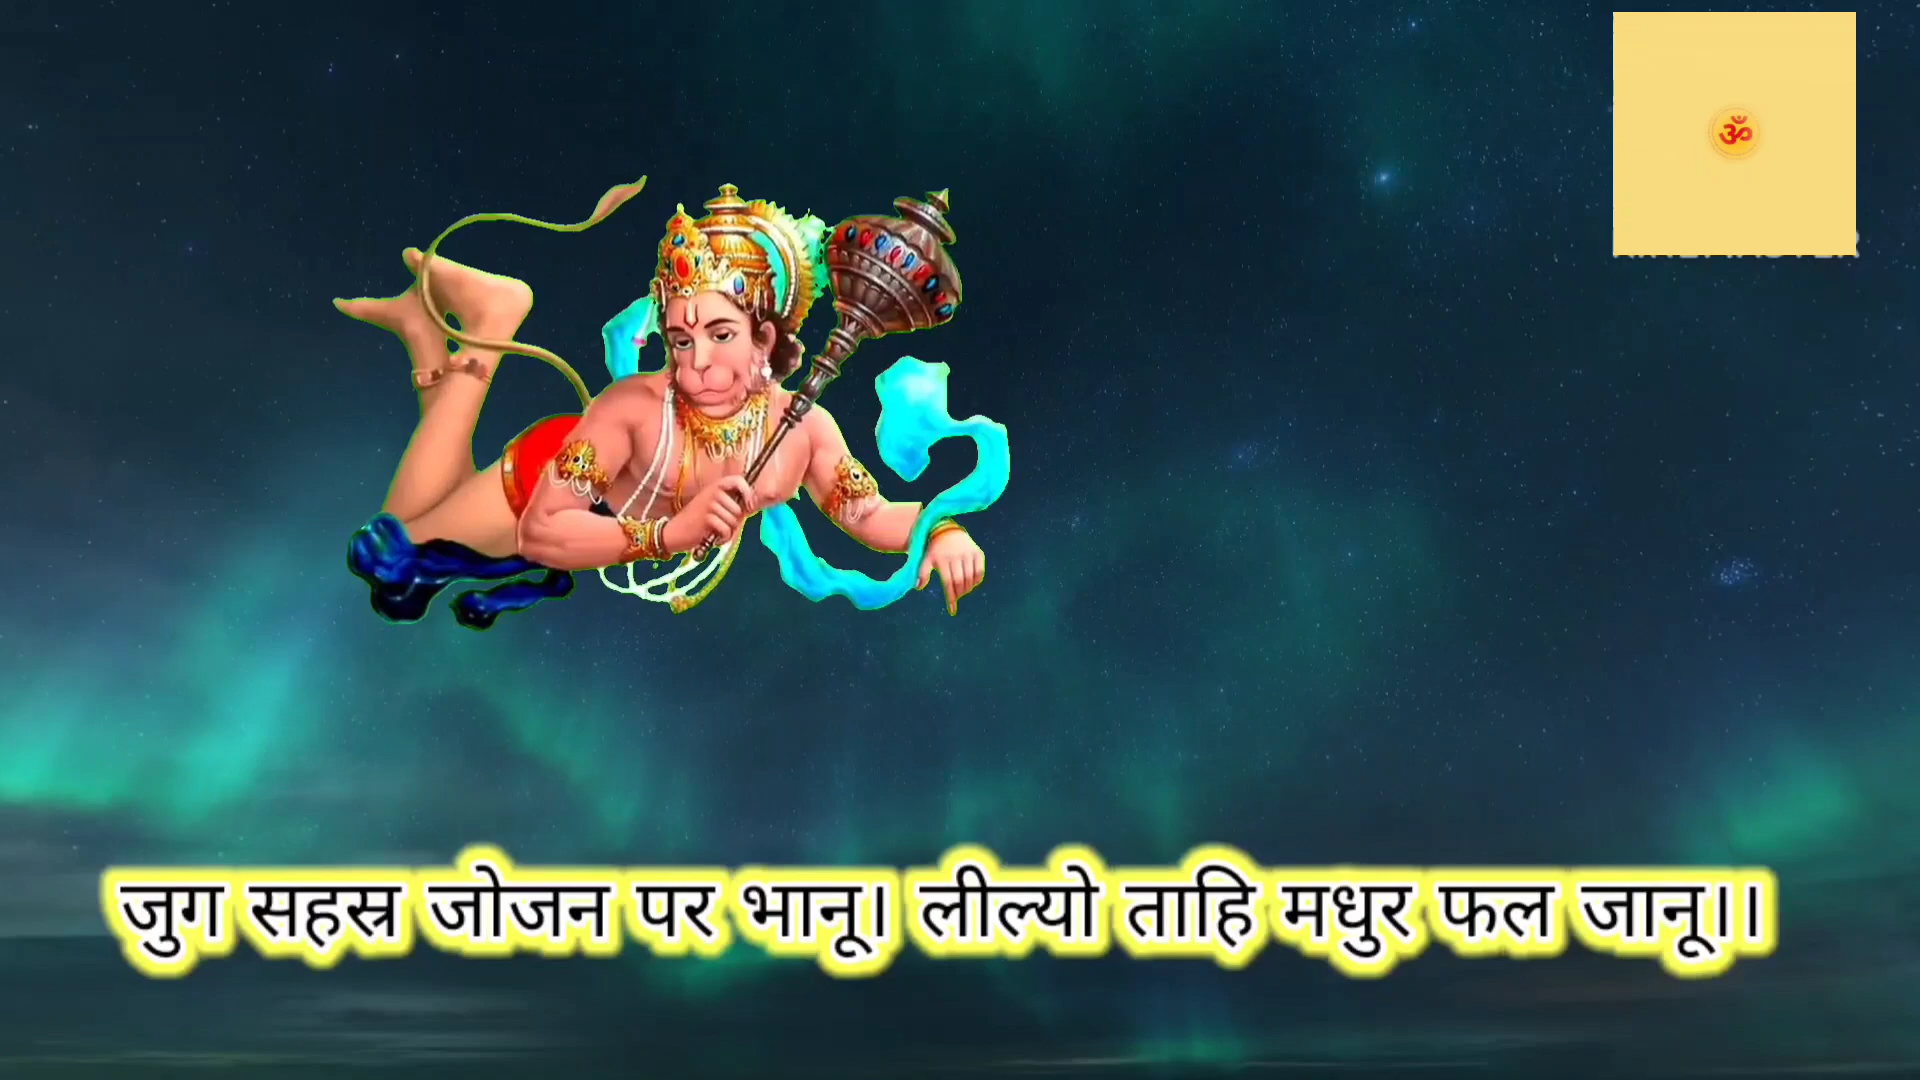 ॐ
जुग सहस्र जोजन पर भानू। लील्यो ताहि मधुर फल जानू।।